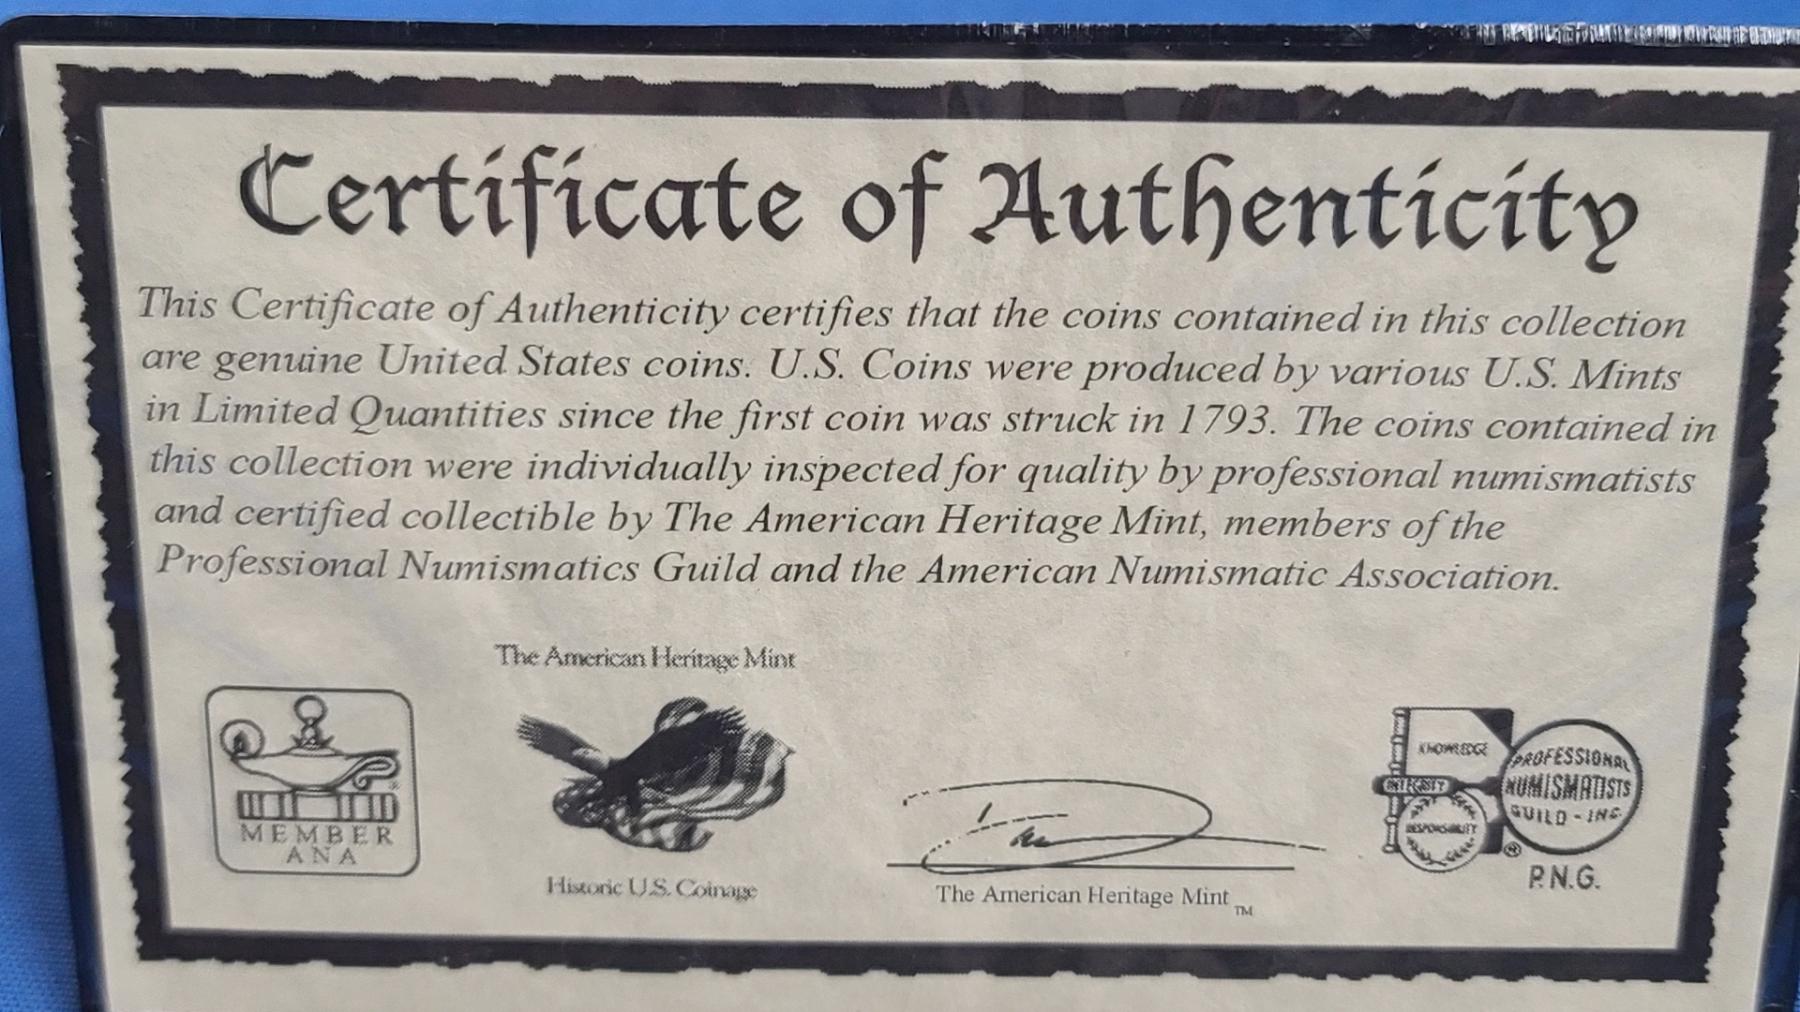 Certificate of Authenticity
This Certificate of Authenticity certifies that the coins contained in this collection
are genuine United States coins. U.S. Coins were produced by various U.S. Mints
in Limited Quantities since the first coin was struck in 1793. The coins contained in
this collection were individually inspected for quality by professional numismatists
and certified collectible by The American Heritage Mint, members of the
Professional Numismatics Guild and the American Numismatic Association.
The American Heritage Mint
MEMBER
ANA
Historic U.S. Coinage
The American Heritage Mint TM
KNOWLEDGE
INTEGRITY
RESPONSIBILITY
PROFESSIONAL
NUMISMATISTS
GUILD - INC.
®
P.N.G.